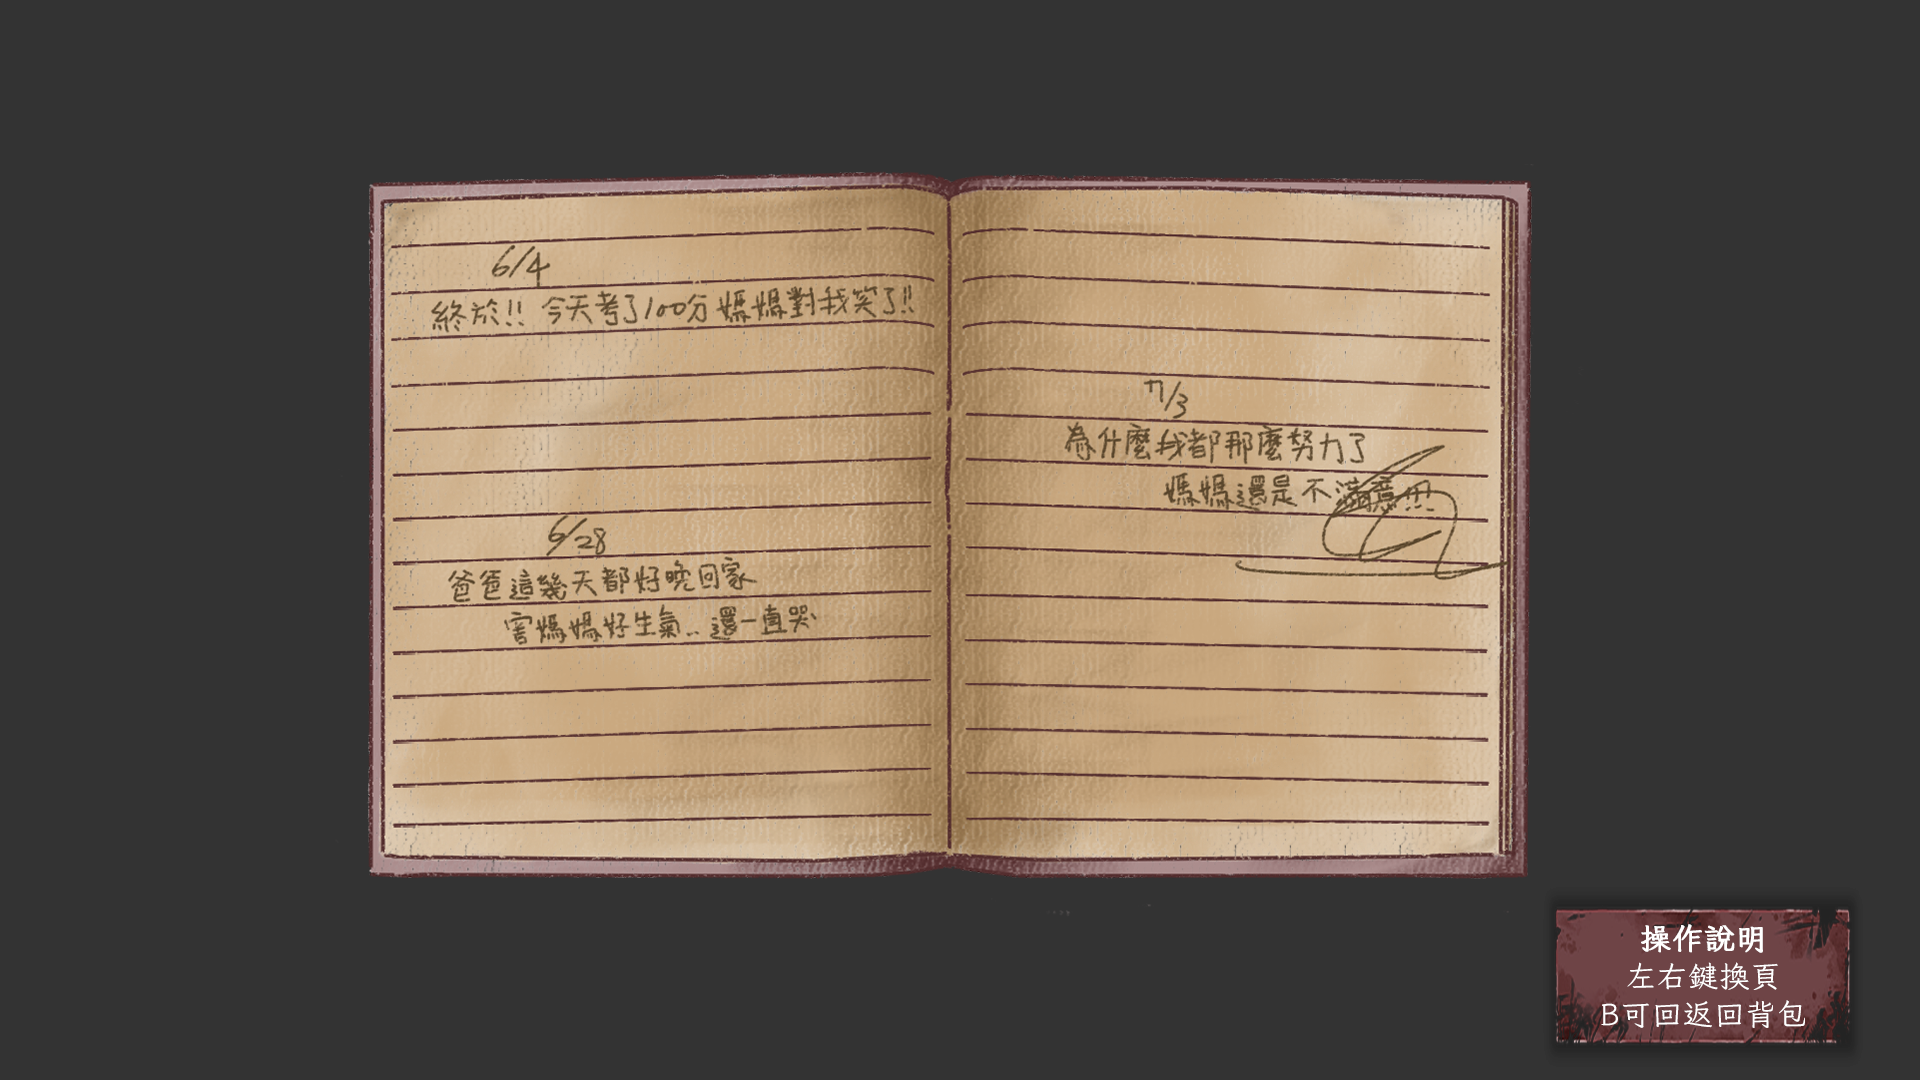 6/4
終於!! 今天考了100分媽媽對我笑了!!
6/28
爸爸這幾天都好晚回家
害媽媽好生氣..還一直哭
7/3
為什麼我都那麼努力了
媽媽還是不滿意!!!
操作說明
左右鍵換頁
B可回返回背包